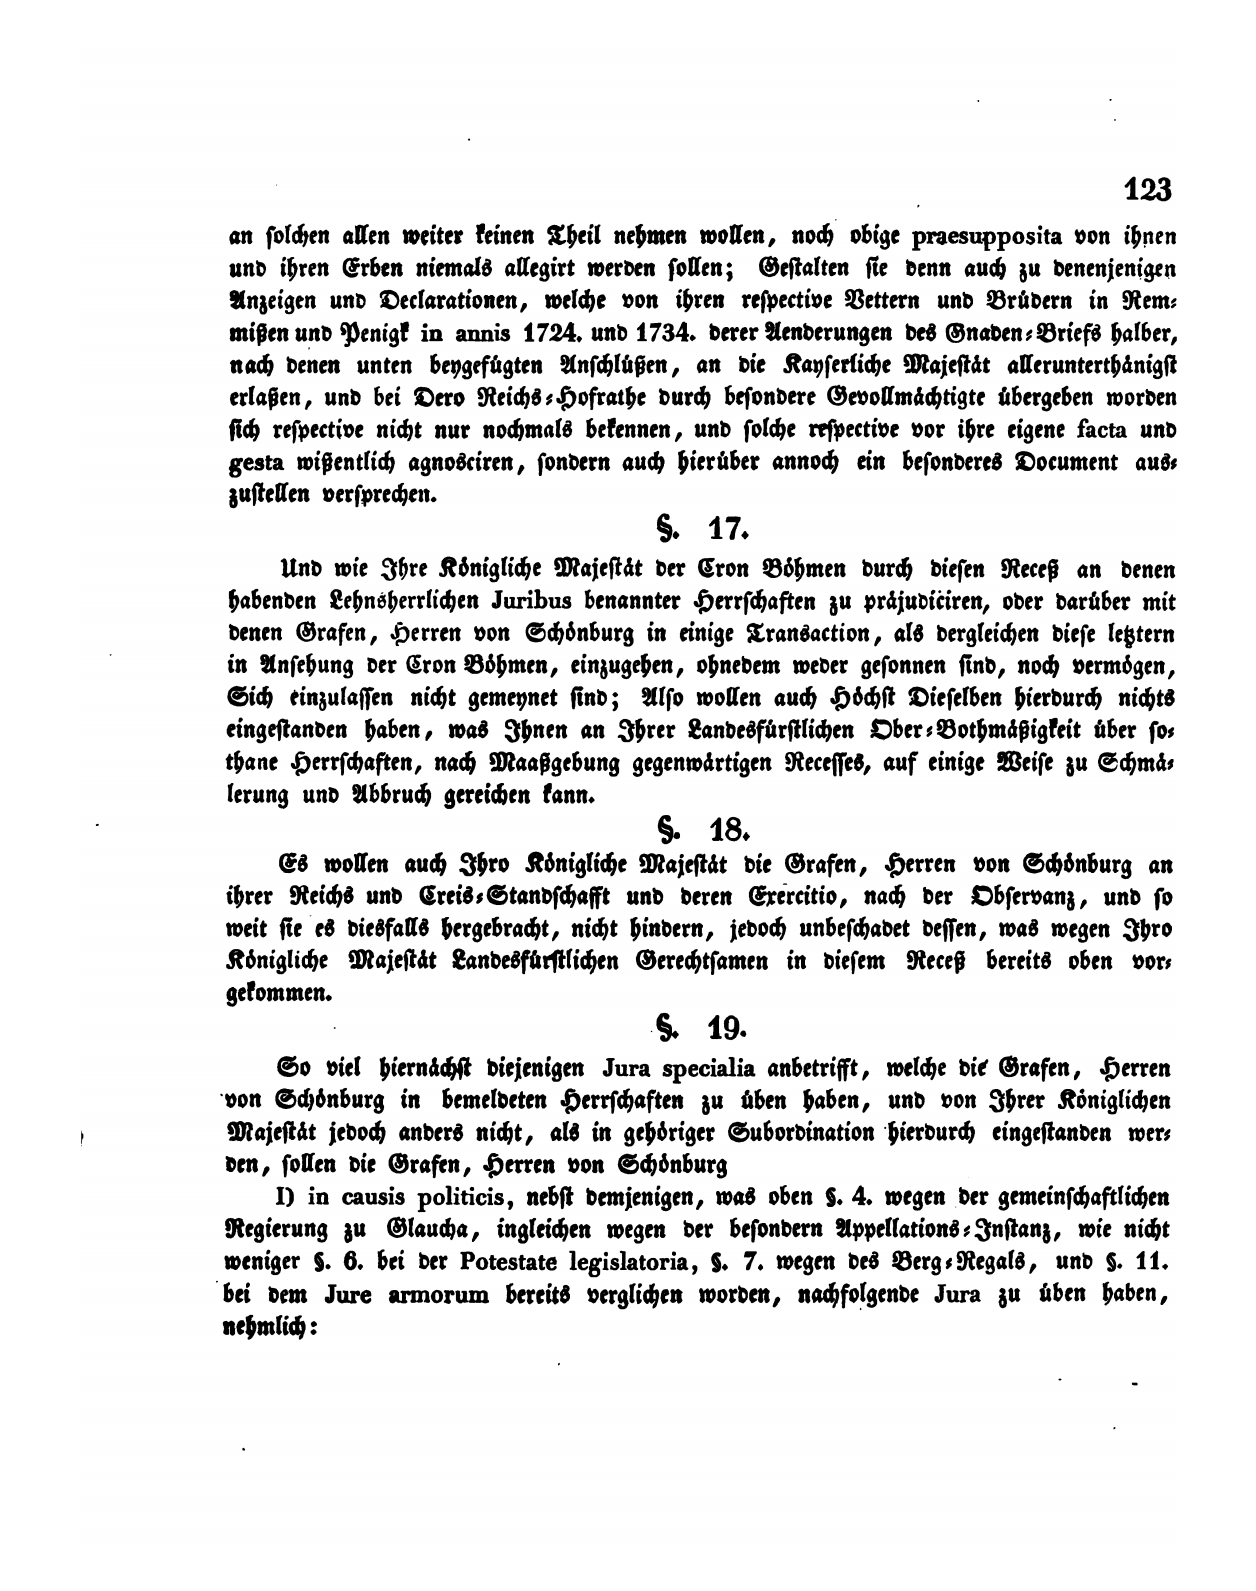 123
an solchen allen weiter keinen Theil nehmen wollen, noch obige praesupposita von ihnen
und ihren Erben niemals allegirt werden sollen; Gestalten sie denn auch zu denenjenigen
Anzeigen und Declarationen, welche von ihren respective Vettern und Brüdern in Rem-
mißen und Penigk in annis 1724. und 1734. derer Aenderungen des Gnaden-Briefs halber,
nach denen unten beygefügten Anschlüßen, an die Kayserliche Majestät allerunterthänigst
erlaßen, und bei Dero Reichs-Hofrathe durch besondere Gevollmächtigte übergeben worden
sich respective nicht nur nochmals bekennen, und solche respective vor ihre eigene facta und
gesta wißentlich agnosciren, sondern auch hierüber annoch ein besonderes Document aus-
zustellen versprechen.
§. 17.
Und wie Ihre Königliche Majestät der Cron Böhmen durch diesen Receß an denen
habenden Lehnsherrlichen Juribus benannter Herrschaften zu präjudiciren, oder darüber mit
denen Grafen, Herren von Schönburg in einige Transaction, als dergleichen diese letztern
in Ansehung der Cron Böhmen, einzugehen, ohnedem weder gesonnen sind, noch vermögen,
Sich einzulassen nicht gemeynet sind; Also wollen auch Höchst Dieselben hierdurch nichts
eingestanden haben, was Ihnen an Ihrer Landesfürstlichen Ober-Bothmäßigkeit über so-
thane Herrschaften, nach Maaßgebung gegenwärtigen Recesses, auf einige Weise zu Schmä-
lerung und Abbruch gereichen kann.
§. 18.
Es wollen auch Ihro Königliche Majestät die Grafen, Herren von Schönburg an
ihrer Reichs und Creis-Standschafft und deren Exercitio, nach der Observanz, und so
weit sie es diesfalls hergebracht, nicht hindern, jedoch unbeschadet dessen, was wegen Ihro
Königliche Majestät Landesfürstlichen Gerechtsamen in diesem Receß bereits oben vor-
gekommen.
§. 19.
So viel hiernächst diejenigen Jura specialia anbetrifft, welche die Grafen, Herren
von Schönburg in bemeldeten Herrschaften zu üben haben, und von Ihrer Königlichen
Majestät jedoch anders nicht, als in gehöriger Subordination hierdurch eingestanden wer-
den, sollen die Grafen, Herren von Schönburg
I) in causis politicis, nebst demjenigen, was oben §. 4. wegen der gemeinschaftlichen
Regierung zu Glaucha, ingleichen wegen der besondern Appellations-Instanz, wie nicht
weniger §. 6. bei der Potestate legislatoria, §. 7. wegen des Berg-Regals, und §. 11.
bei dem Jure armorum bereits verglichen worden, nachfolgende Jura zu üben haben,
nehmlich: